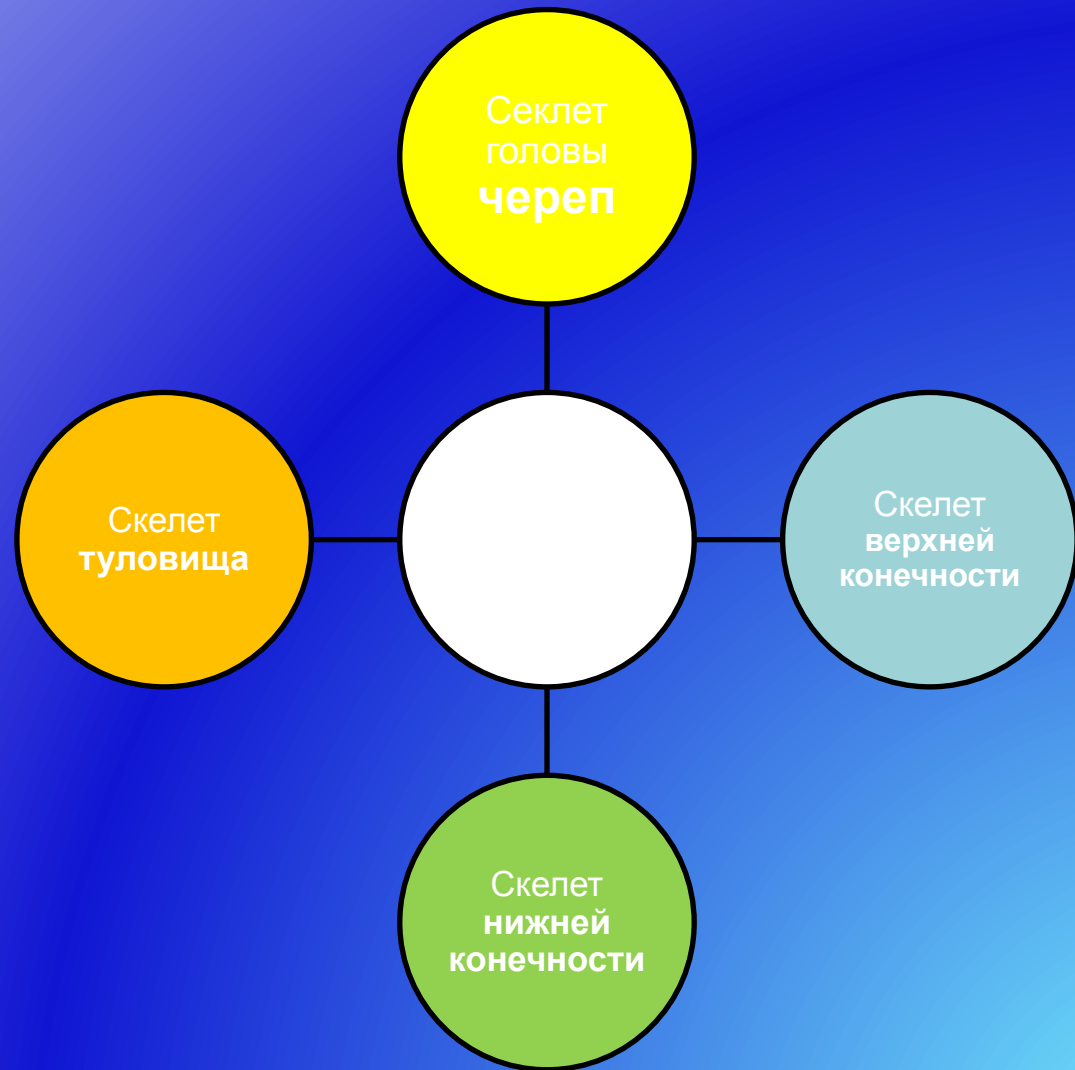 Секлет
головы
череп
Скелет
туловища
Скелет
верхней
конечности
Скелет
нижней
конечности